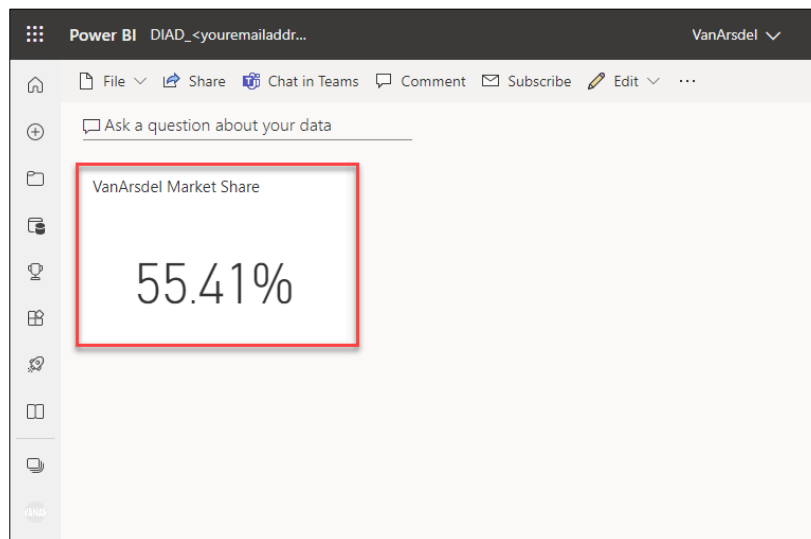 Power BI DIAD_<youremailaddr... VanArsdel
File Share Chat in Teams Comment Subscribe Edit ...
Ask a question about your data
VanArsdel Market Share
55.41%